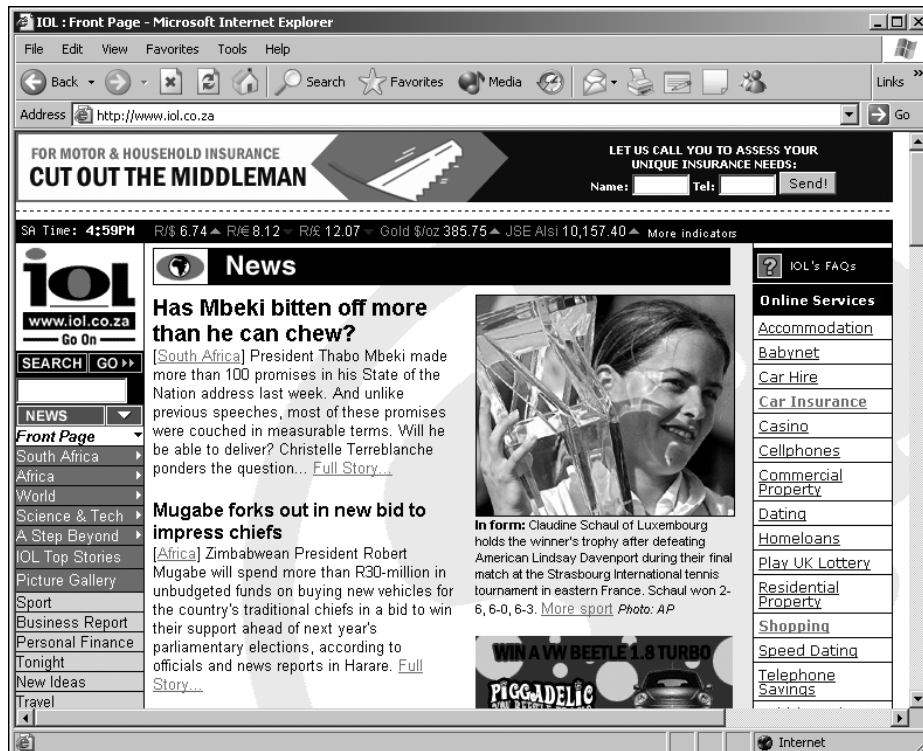 IOL : Front Page - Microsoft Internet Explorer
File Edit View Favorites Tools Help
Back Search Favorites Media Links »
Address http://www.iol.co.za Go
FOR MOTOR & HOUSEHOLD INSURANCE
CUT OUT THE MIDDLEMAN
LET US CALL YOU TO ASSESS YOUR
UNIQUE INSURANCE NEEDS:
Name: Tel: Send!
SA Time: 4:59PM R/$ 6.74 R/€ 8.12 R/£ 12.07 Gold $/oz 385.75 JSE Alsi 10,157.40 More indicators
iOL
www.iol.co.za
Go On
SEARCH GO
NEWS
Front Page
South Africa
Africa
World
Science & Tech
A Step Beyond
IOL Top Stories
Picture Gallery
Sport
Business Report
Personal Finance
Tonight
New Ideas
Travel
News
Has Mbeki bitten off more
than he can chew?
[South Africa] President Thabo Mbeki made
more than 100 promises in his State of the
Nation address last week. And unlike
previous speeches, most of these promises
were couched in measurable terms. Will he
be able to deliver? Christelle Terreblanche
ponders the question... Full Story...
Mugabe forks out in new bid to
impress chiefs
[Africa] Zimbabwean President Robert
Mugabe will spend more than R30-million in
unbudgeted funds on buying new vehicles for
the country's traditional chiefs in a bid to win
their support ahead of next year's
parliamentary elections, according to
officials and news reports in Harare. Full
Story...
In form: Claudine Schaul of Luxembourg
holds the winner's trophy after defeating
American Lindsay Davenport during their final
match at the Strasbourg International tennis
tournament in eastern France. Schaul won 2-
6, 6-0, 6-3. More sport Photo: AP
WIN A VW BEETLE 1.8 TURBO
PIGGADELIC
? IOL's FAQs
Online Services
Accommodation
Babynet
Car Hire
Car Insurance
Casino
Cellphones
Commercial
Property
Dating
Homeloans
Play UK Lottery
Residential
Property
Shopping
Speed Dating
Telephone
Savings
Internet